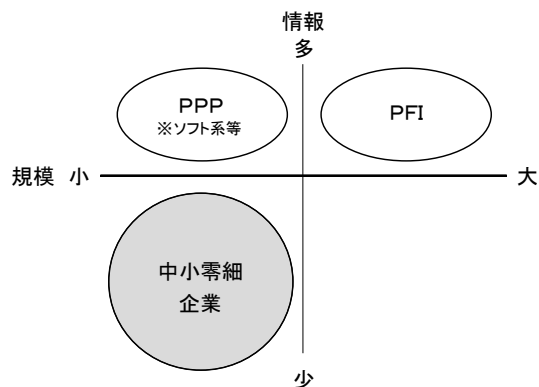 情報
多
PPP
※ソフト系等
PFI
規模 小
大
中小零細
企業
少